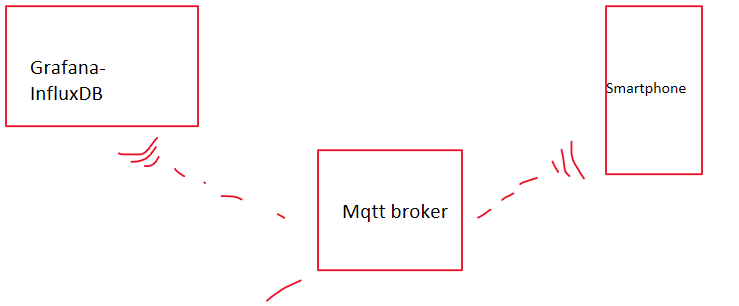 Grafana-
InfluxDB
Smartphone
Mqtt broker